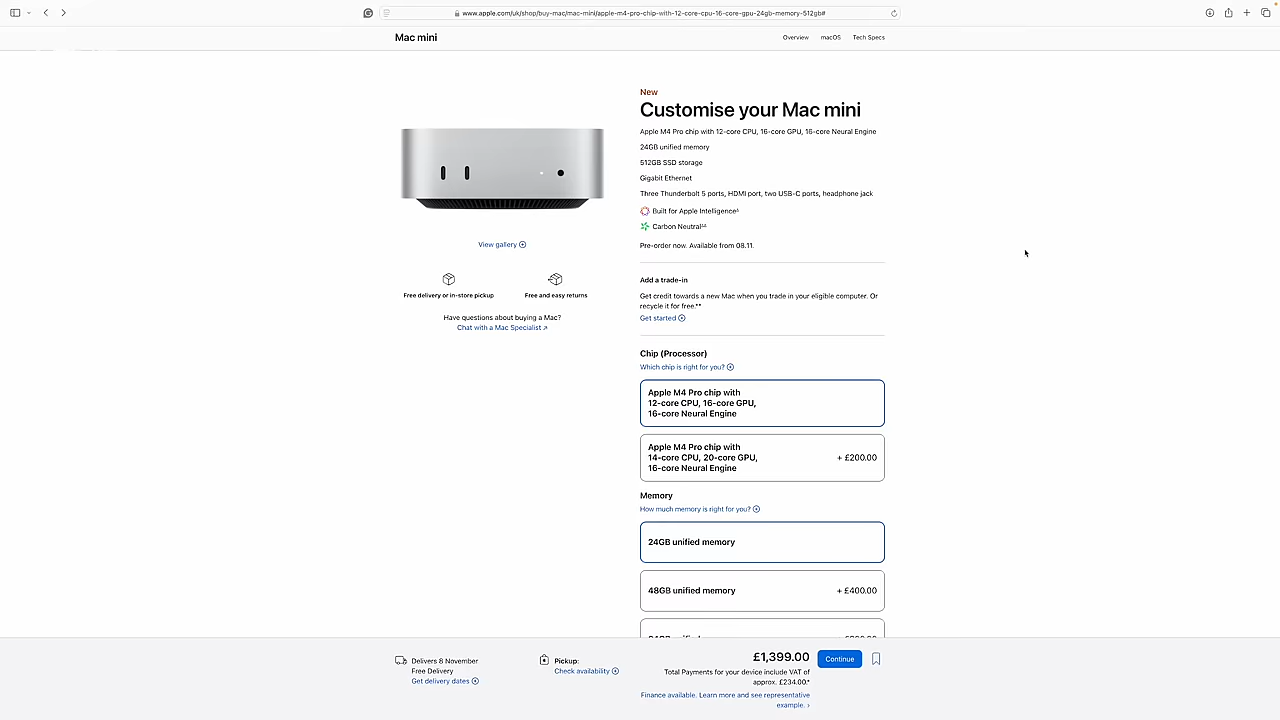 www.apple.com/uk/shop/buy-mac/mac-mini/apple-m4-pro-chip-with-12-core-cpu-16-core-gpu-24gb-memory-512gb#
Mac mini
Overview
macOS
Tech Specs
New
Customise your Mac mini
Apple M4 Pro chip with 12-core CPU, 16-core GPU, 16-core Neural Engine
24GB unified memory
512GB SSD storage
Gigabit Ethernet
Three Thunderbolt 5 ports, HDMI port, two USB-C ports, headphone jack
Built for Apple Intelligence
Carbon Neutral
Pre-order now. Available from 08.11.
View gallery
Free delivery or in-store pickup
Free and easy returns
Have questions about buying a Mac?
Chat with a Mac Specialist
Add a trade-in
Get credit towards a new Mac when you trade in your eligible computer. Or
recycle it for free.**
Get started
Chip (Processor)
Which chip is right for you?
Apple M4 Pro chip with
12-core CPU, 16-core GPU,
16-core Neural Engine
Apple M4 Pro chip with
14-core CPU, 20-core GPU,
16-core Neural Engine
+ £200.00
Memory
How much memory is right for you?
24GB unified memory
48GB unified memory
+ £400.00
Delivers 8 November
Free Delivery
Get delivery dates
Pickup:
Check availability
£1,399.00
Total Payments for your device include VAT of
approx. £234.00.*
Finance available. Learn more and see representative
example. ›
Continue